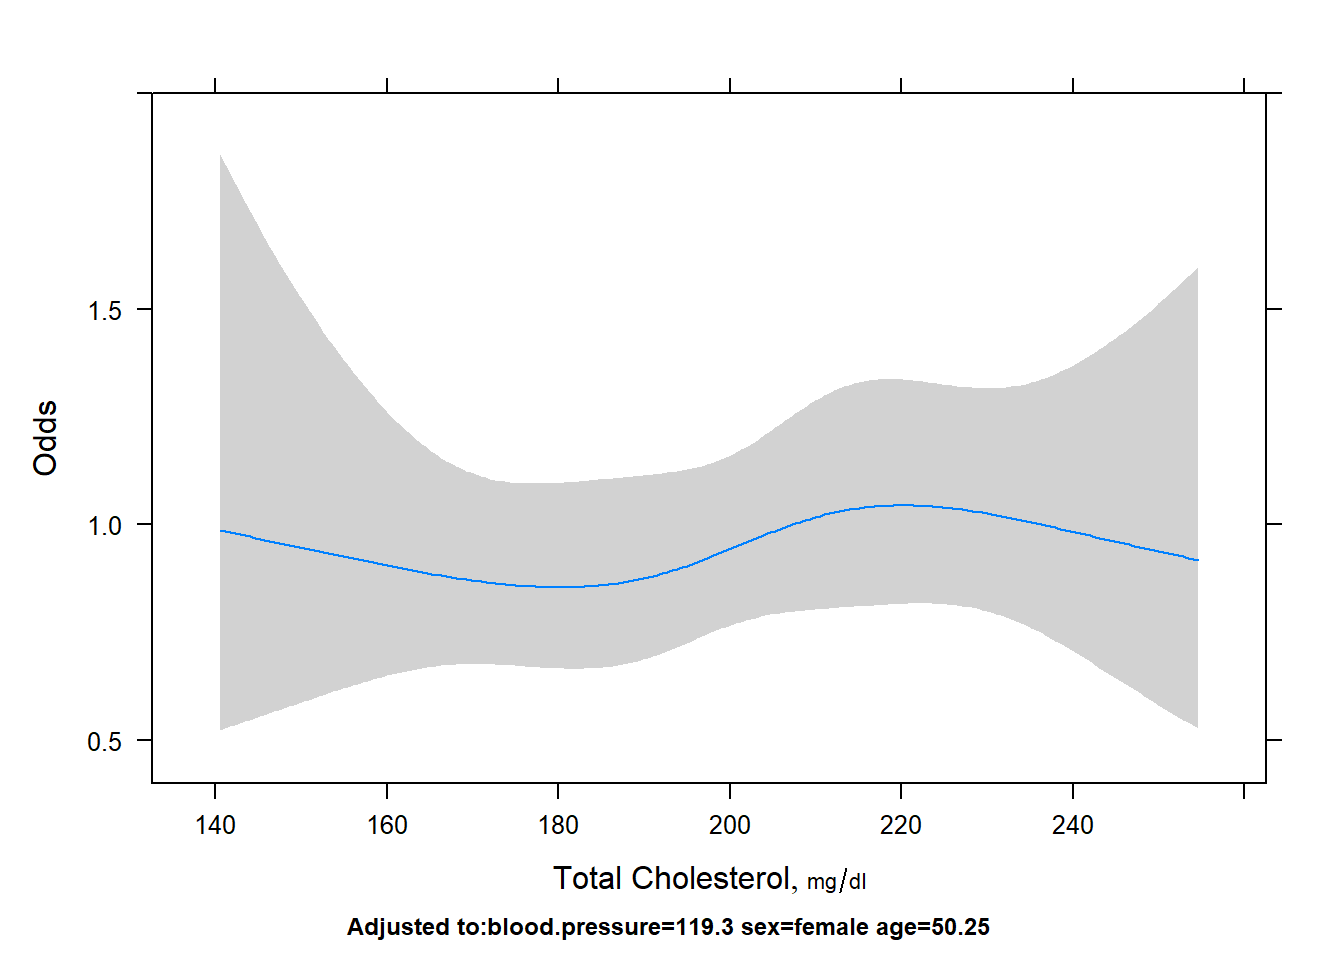 Odds
1.5
1.0
0.5
140 160 180 200 220 240
Total Cholesterol, mg/dl
Adjusted to:blood.pressure=119.3 sex=female age=50.25